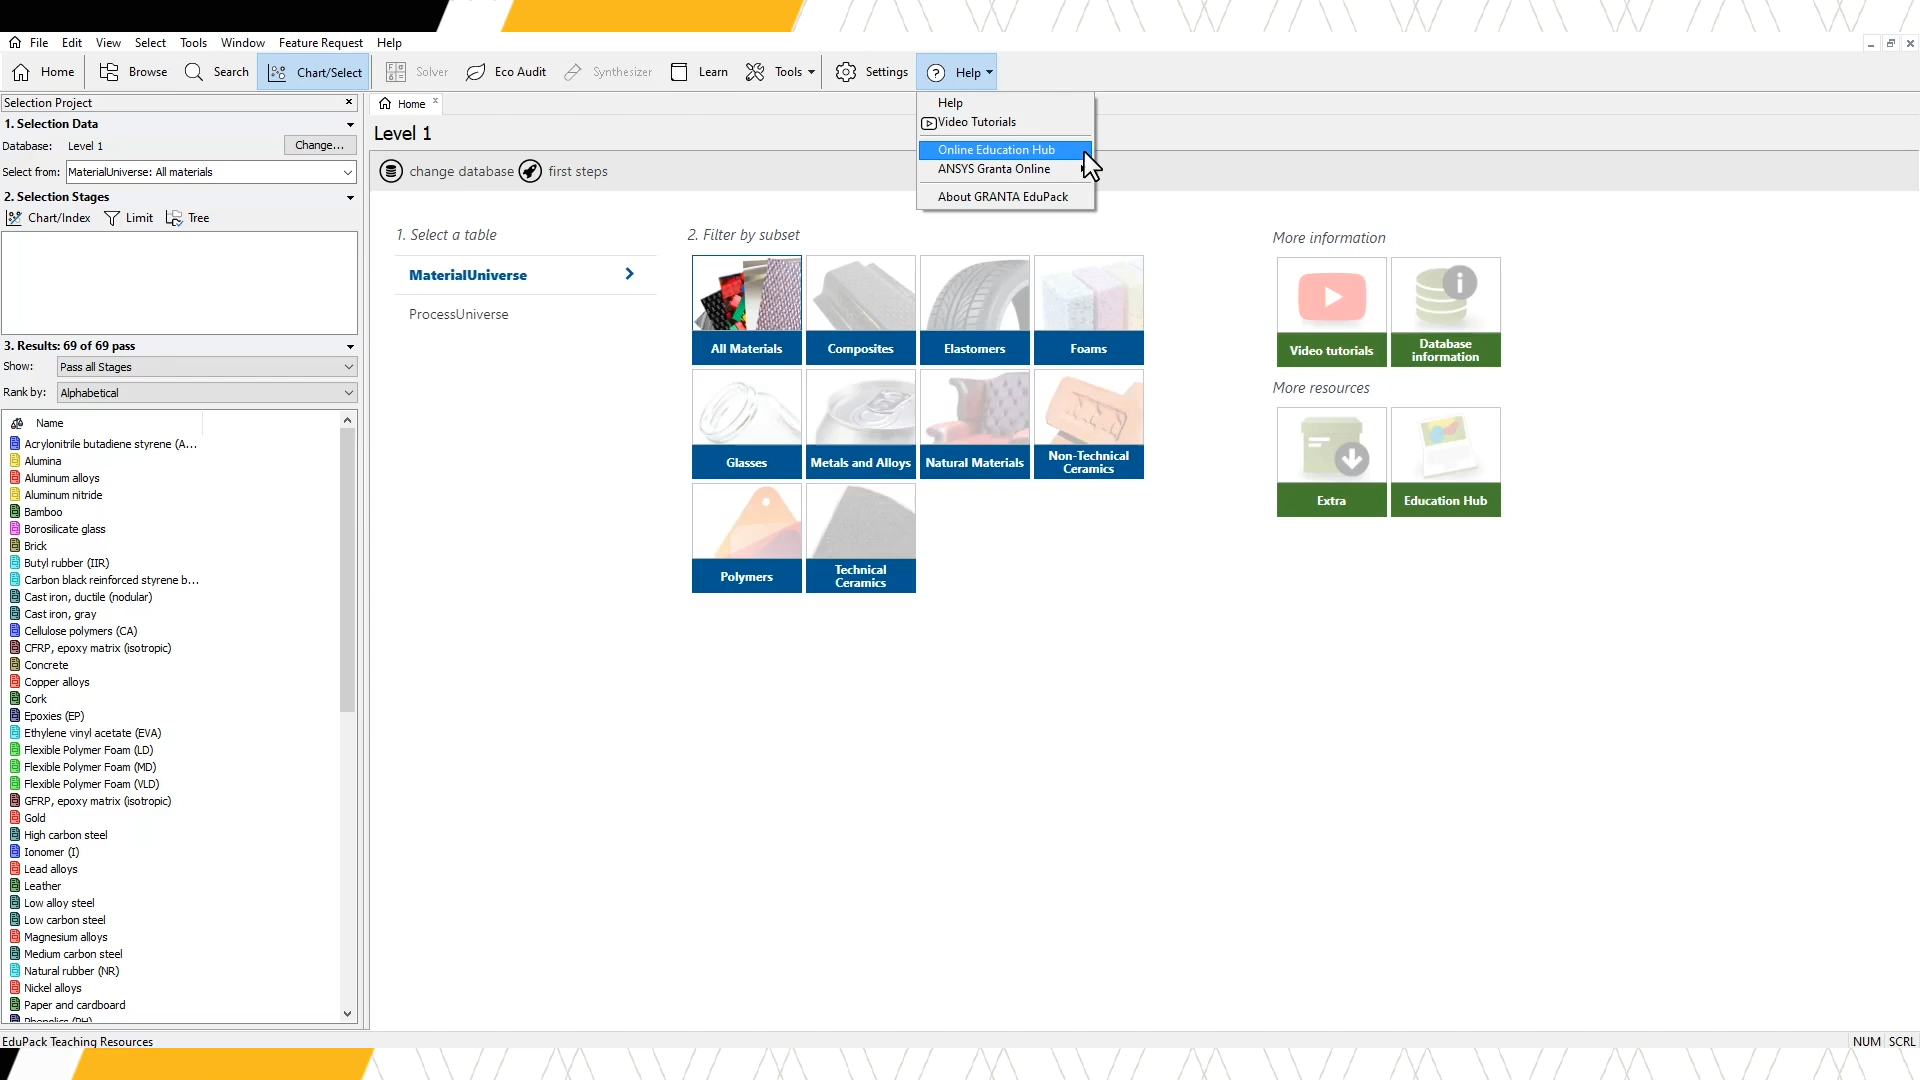 File Edit View Select Tools Window Feature Request Help
Home Browse Search Chart/Select Solver Eco Audit Synthesizer Learn Tools Settings Help
Selection Project
Home
Help
Video Tutorials
Online Education Hub
ANSYS Granta Online
About GRANTA EduPack
1. Selection Data
Database: Level 1 Change...
Select from: MaterialUniverse: All materials
2. Selection Stages
Chart/Index Limit Tree
3. Results: 69 of 69 pass
Show: Pass all Stages
Rank by: Alphabetical
Name
Acrylonitrile butadiene styrene (A...
Alumina
Aluminum alloys
Aluminum nitride
Bamboo
Borosilicate glass
Brick
Butyl rubber (IIR)
Carbon black reinforced styrene b...
Cast iron, ductile (nodular)
Cast iron, gray
Cellulose polymers (CA)
CFRP, epoxy matrix (isotropic)
Concrete
Copper alloys
Cork
Epoxies (EP)
Ethylene vinyl acetate (EVA)
Flexible Polymer Foam (LD)
Flexible Polymer Foam (MD)
Flexible Polymer Foam (VLD)
GFRP, epoxy matrix (isotropic)
Gold
High carbon steel
Ionomer (I)
Lead alloys
Leather
Low alloy steel
Low carbon steel
Magnesium alloys
Medium carbon steel
Natural rubber (NR)
Nickel alloys
Paper and cardboard
Phenolics (PH)
Level 1
change database first steps
1. Select a table
MaterialUniverse
ProcessUniverse
2. Filter by subset
All Materials
Composites
Elastomers
Foams
Glasses
Metals and Alloys
Natural Materials
Non-Technical
Ceramics
Polymers
Technical
Ceramics
More information
Video tutorials
Database
information
More resources
Extra
Education Hub
EduPack Teaching Resources
NUM SCRL